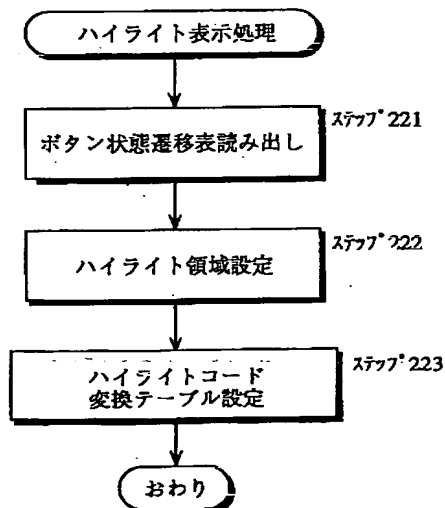 ハイライト表示処理
ステップ221
ボタン状態遷移表読み出し
ステップ222
ハイライト領域設定
ステップ223
ハイライトコード
変換テーブル設定
おわり